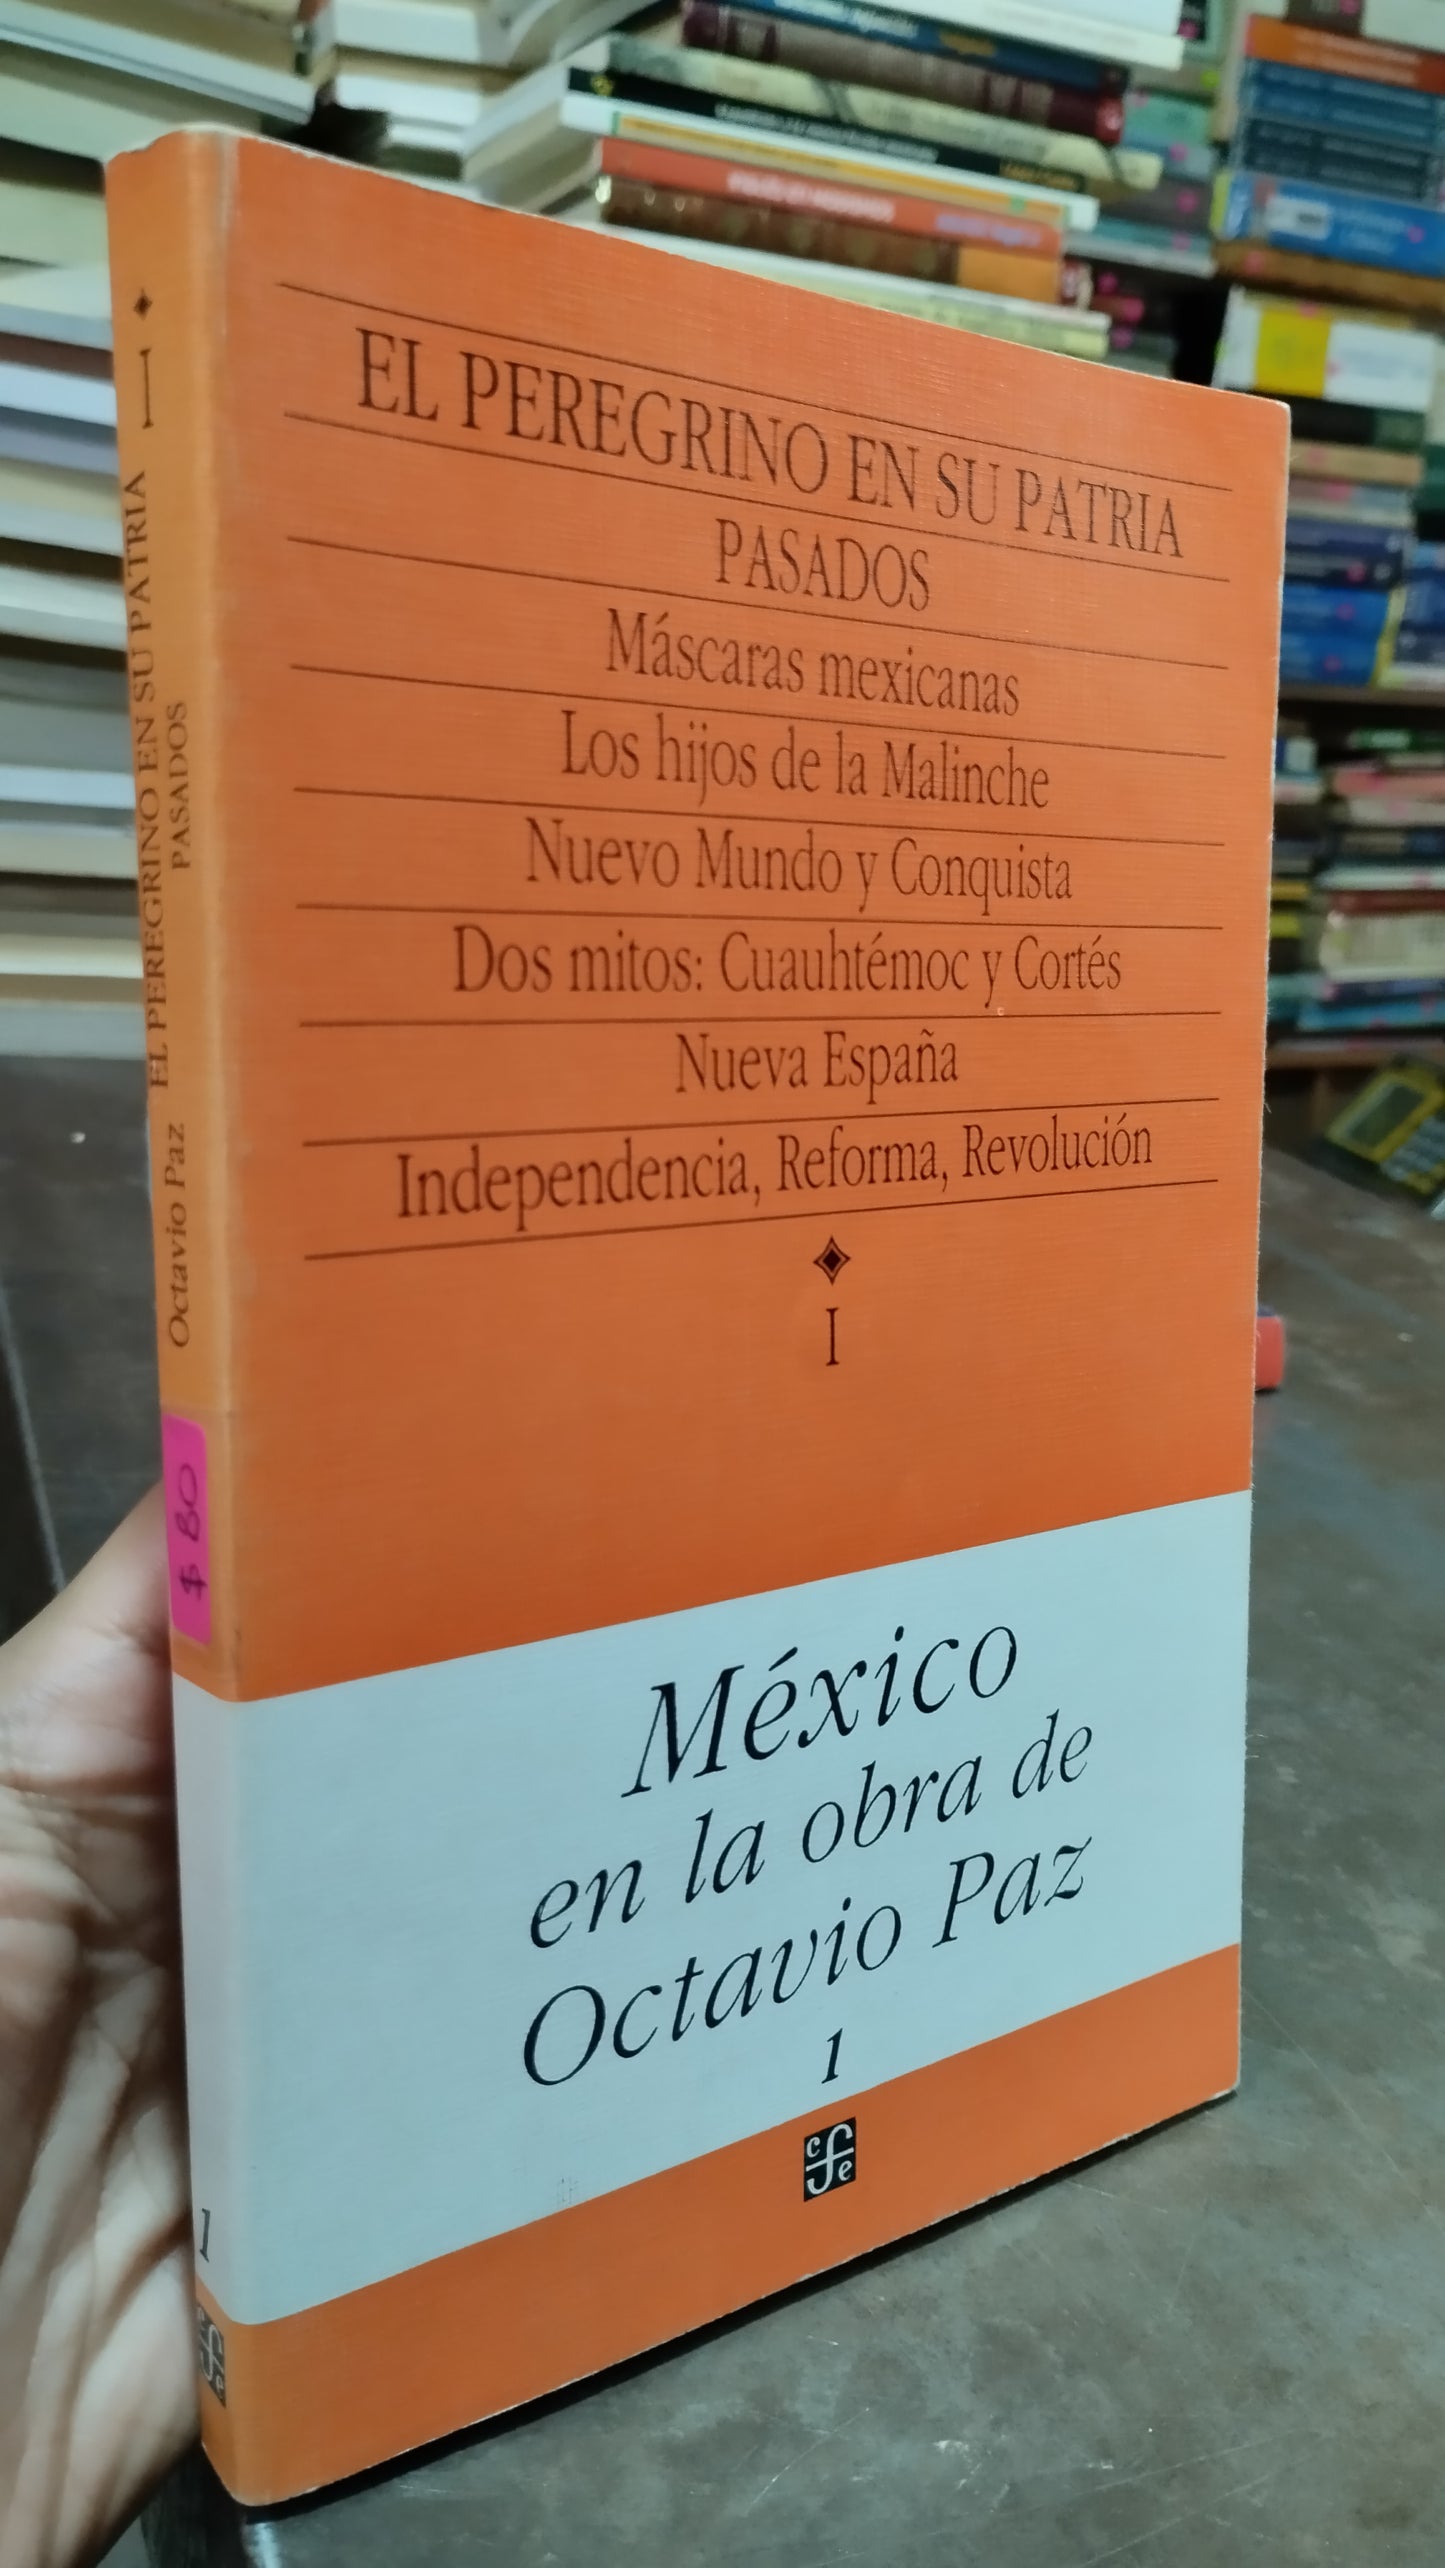 EL PEREGRINO EN SU PATRIA
PASADOS
Máscaras mexicanas
Los hijos de la Malinche
Nuevo Mundo y Conquista
Dos mitos: Cuauhtémoc y Cortés
Nueva España
Independencia, Reforma, Revolución
I
México
en la obra de
Octavio Paz
1
cfe
Octavio Paz EL PEREGRINO EN SU PATRIA I
PASADOS
$ 80
1
cfe